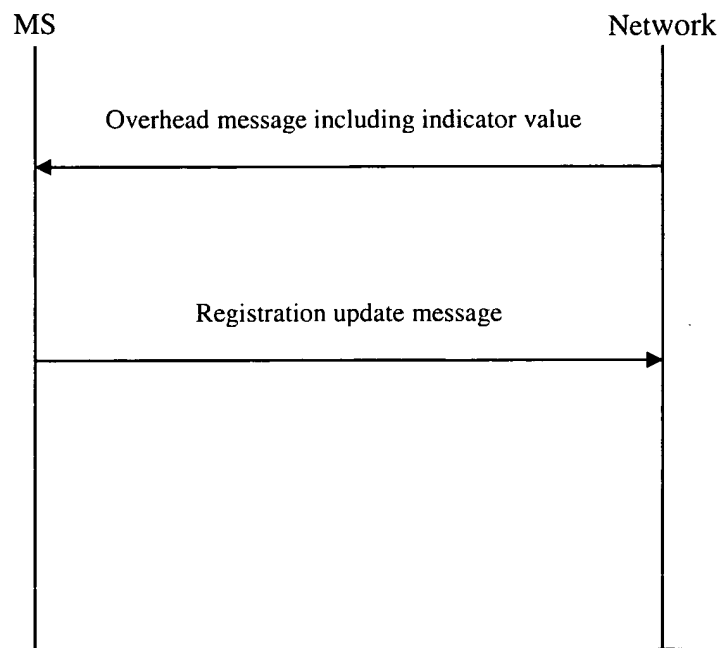 MS
Network
Overhead message including indicator value
Registration update message